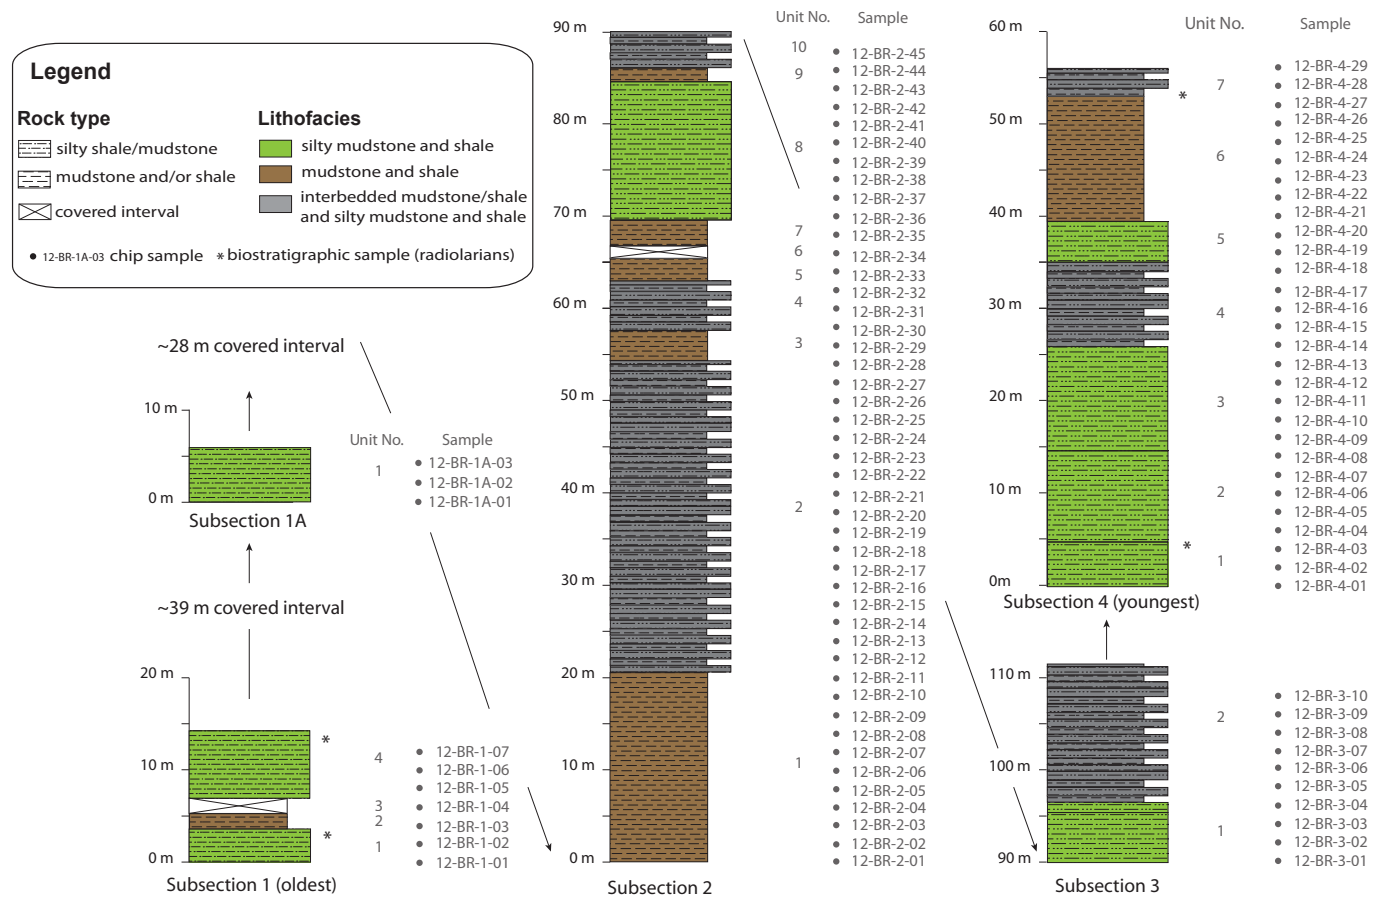 Legend
Rock type
silty shale/mudstone
mudstone and/or shale
covered interval
Lithofacies
silty mudstone and shale
mudstone and shale
interbedded mudstone/shale
and silty mudstone and shale
12-BR-1A-03 chip sample
* biostratigraphic sample (radiolarians)
~28 m covered interval
10 m
0 m
Subsection 1A
Unit No.
Sample
1
12-BR-1A-03
12-BR-1A-02
12-BR-1A-01
~39 m covered interval
20 m
10 m
0 m
*
*
Subsection 1 (oldest)
4
3
2
1
12-BR-1-07
12-BR-1-06
12-BR-1-05
12-BR-1-04
12-BR-1-03
12-BR-1-02
12-BR-1-01
90 m
80 m
70 m
60 m
50 m
40 m
30 m
20 m
10 m
0 m
Subsection 2
Unit No.
Sample
10
9
8
7
6
5
4
3
2
1
12-BR-2-45
12-BR-2-44
12-BR-2-43
12-BR-2-42
12-BR-2-41
12-BR-2-40
12-BR-2-39
12-BR-2-38
12-BR-2-37
12-BR-2-36
12-BR-2-35
12-BR-2-34
12-BR-2-33
12-BR-2-32
12-BR-2-31
12-BR-2-30
12-BR-2-29
12-BR-2-28
12-BR-2-27
12-BR-2-26
12-BR-2-25
12-BR-2-24
12-BR-2-23
12-BR-2-22
12-BR-2-21
12-BR-2-20
12-BR-2-19
12-BR-2-18
12-BR-2-17
12-BR-2-16
12-BR-2-15
12-BR-2-14
12-BR-2-13
12-BR-2-12
12-BR-2-11
12-BR-2-10
12-BR-2-09
12-BR-2-08
12-BR-2-07
12-BR-2-06
12-BR-2-05
12-BR-2-04
12-BR-2-03
12-BR-2-02
12-BR-2-01
60 m
50 m
40 m
30 m
20 m
10 m
0m
*
*
Subsection 4 (youngest)
Unit No.
Sample
7
6
5
4
3
2
1
12-BR-4-29
12-BR-4-28
12-BR-4-27
12-BR-4-26
12-BR-4-25
12-BR-4-24
12-BR-4-23
12-BR-4-22
12-BR-4-21
12-BR-4-20
12-BR-4-19
12-BR-4-18
12-BR-4-17
12-BR-4-16
12-BR-4-15
12-BR-4-14
12-BR-4-13
12-BR-4-12
12-BR-4-11
12-BR-4-10
12-BR-4-09
12-BR-4-08
12-BR-4-07
12-BR-4-06
12-BR-4-05
12-BR-4-04
12-BR-4-03
12-BR-4-02
12-BR-4-01
110 m
100 m
90 m
Subsection 3
2
1
12-BR-3-10
12-BR-3-09
12-BR-3-08
12-BR-3-07
12-BR-3-06
12-BR-3-05
12-BR-3-04
12-BR-3-03
12-BR-3-02
12-BR-3-01